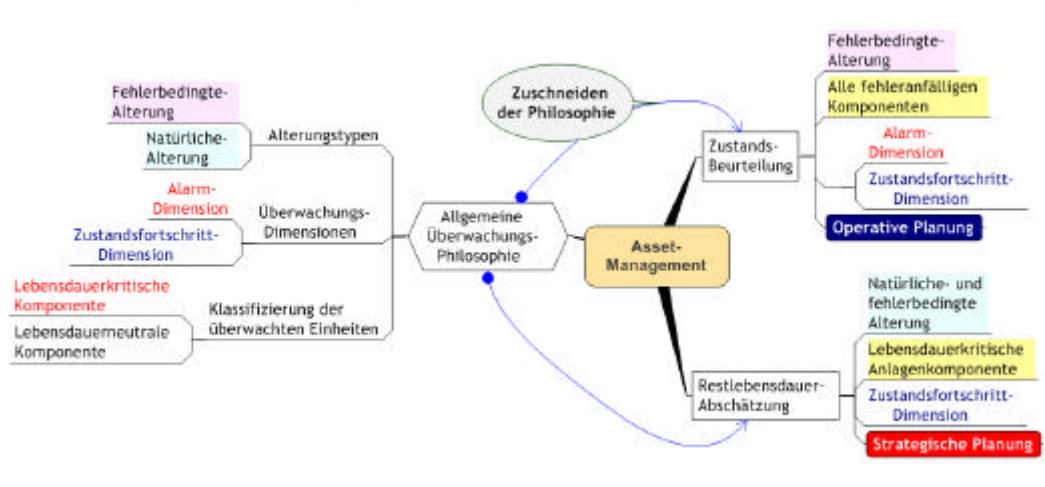 Fehlerbedingte-
Alterung
Natürliche-
Alterung
Alterungstypen
Alarm-
Dimension
Zustandsfortschritt-
Dimension
Überwachungs-
Dimensionen
Lebensdauerkritische
Komponente
Lebensdauerneutrale
Komponente
Klassifizierung der
überwachten Einheiten
Allgemeine
Überwachungs-
Philosophie
Zuschneiden
der Philosophie
Asset-
Management
Zustands-
Beurteilung
Fehlerbedingte-
Alterung
Alle fehleranfälligen
Komponenten
Alarm-
Dimension
Zustandsfortschritt-
Dimension
Operative Planung
Restlebensdauer-
Abschätzung
Natürliche- und
fehlerbedingte
Alterung
Lebensdauerkritische
Anlagenkomponente
Zustandsfortschritt-
Dimension
Strategische Planung